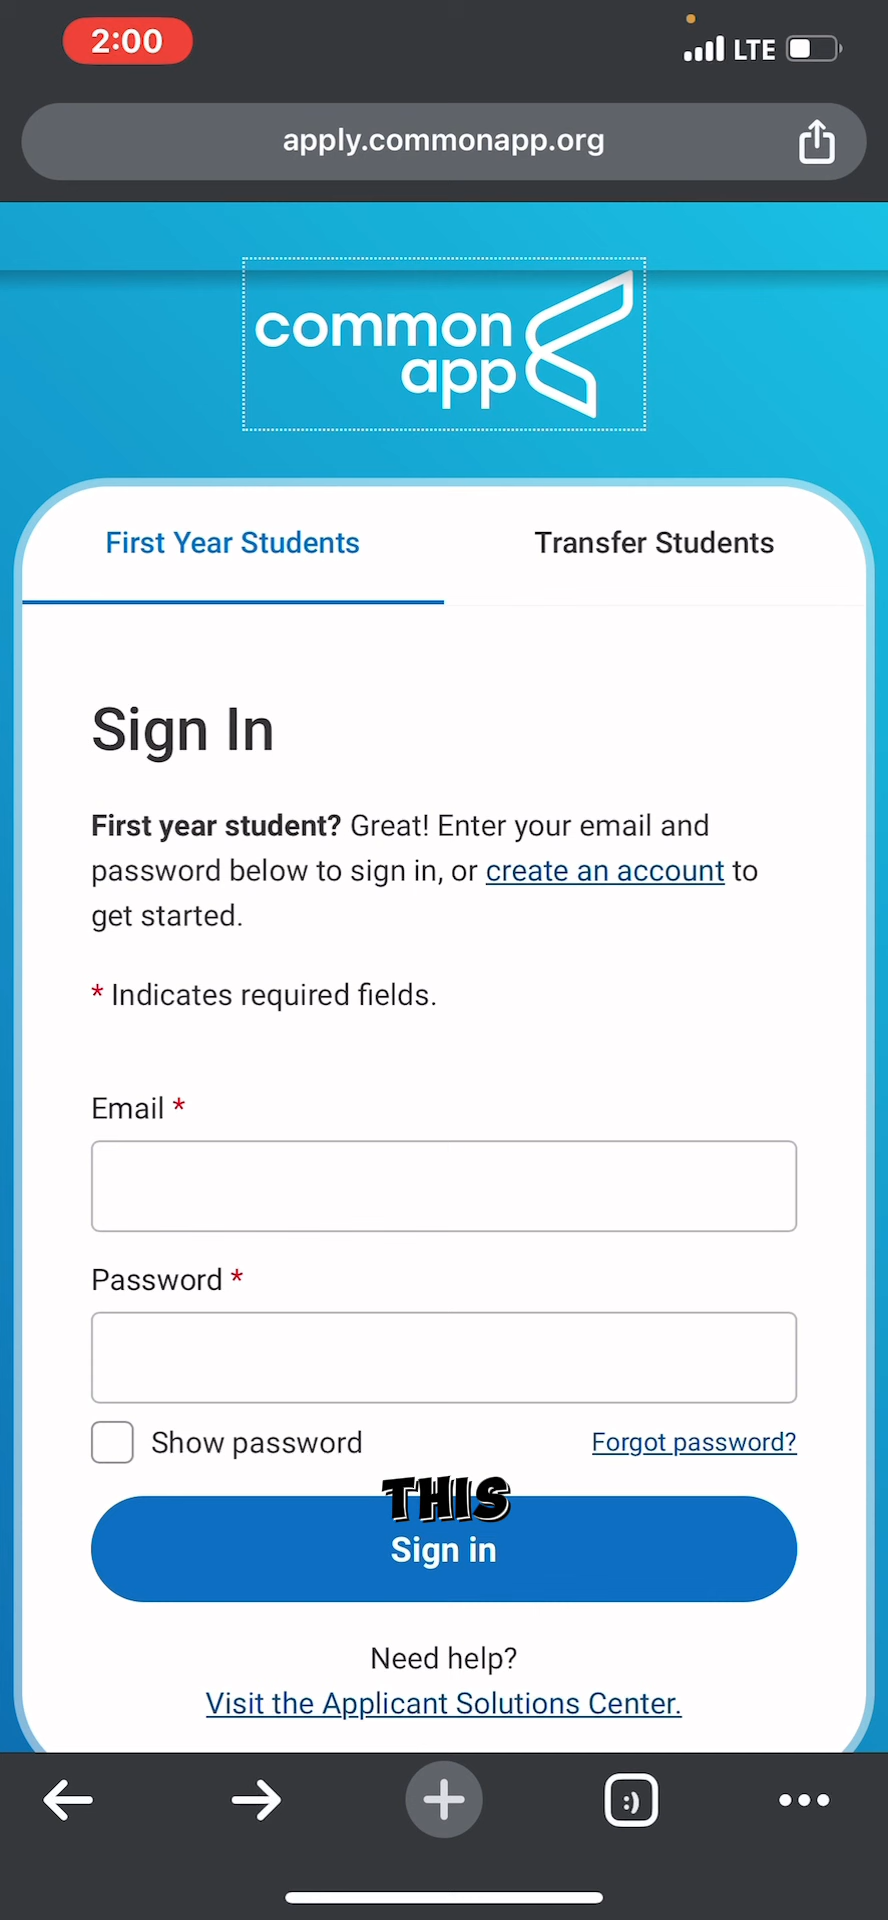 2:00
LTE
apply.commonapp.org
common
app
First Year Students
Transfer Students
Sign In
First year student? Great! Enter your email and
password below to sign in, or create an account to
get started.
* Indicates required fields.
Email *
Password *
Show password
Forgot password?
THIS
Sign in
Need help?
Visit the Applicant Solutions Center.
:)